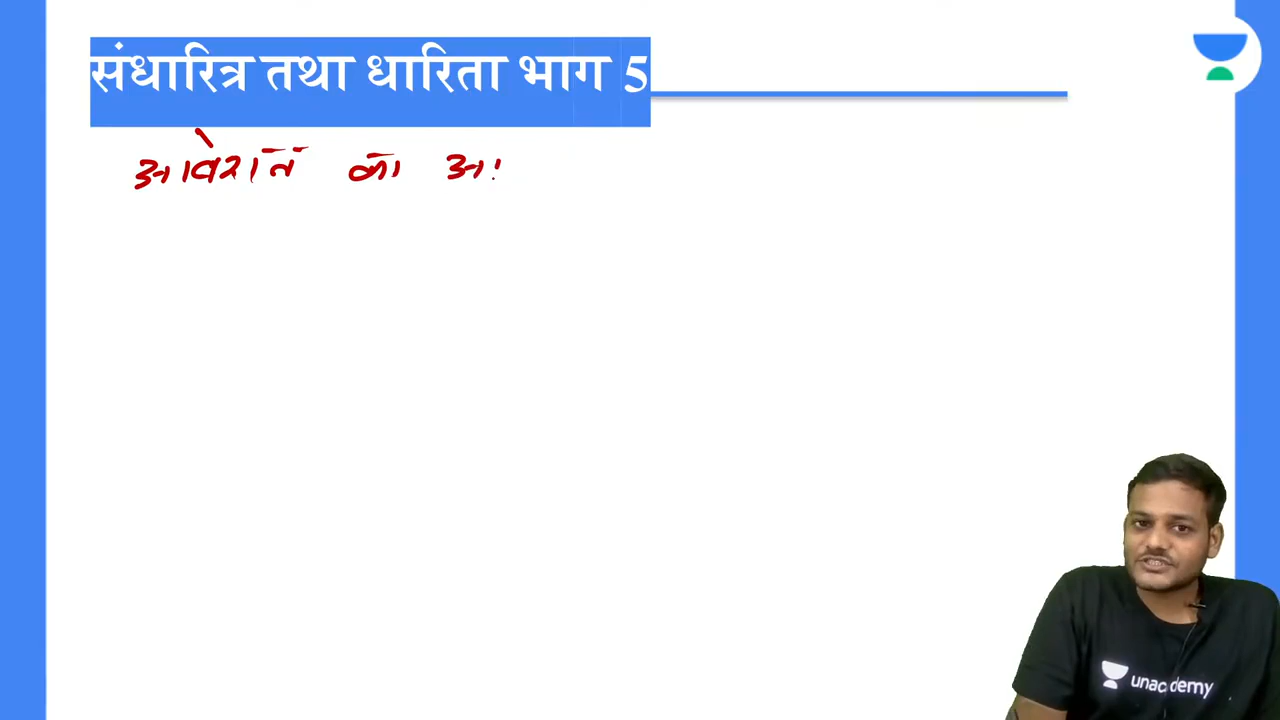 संधारित्र तथा धारिता भाग 5
आवेशों का
unacademy